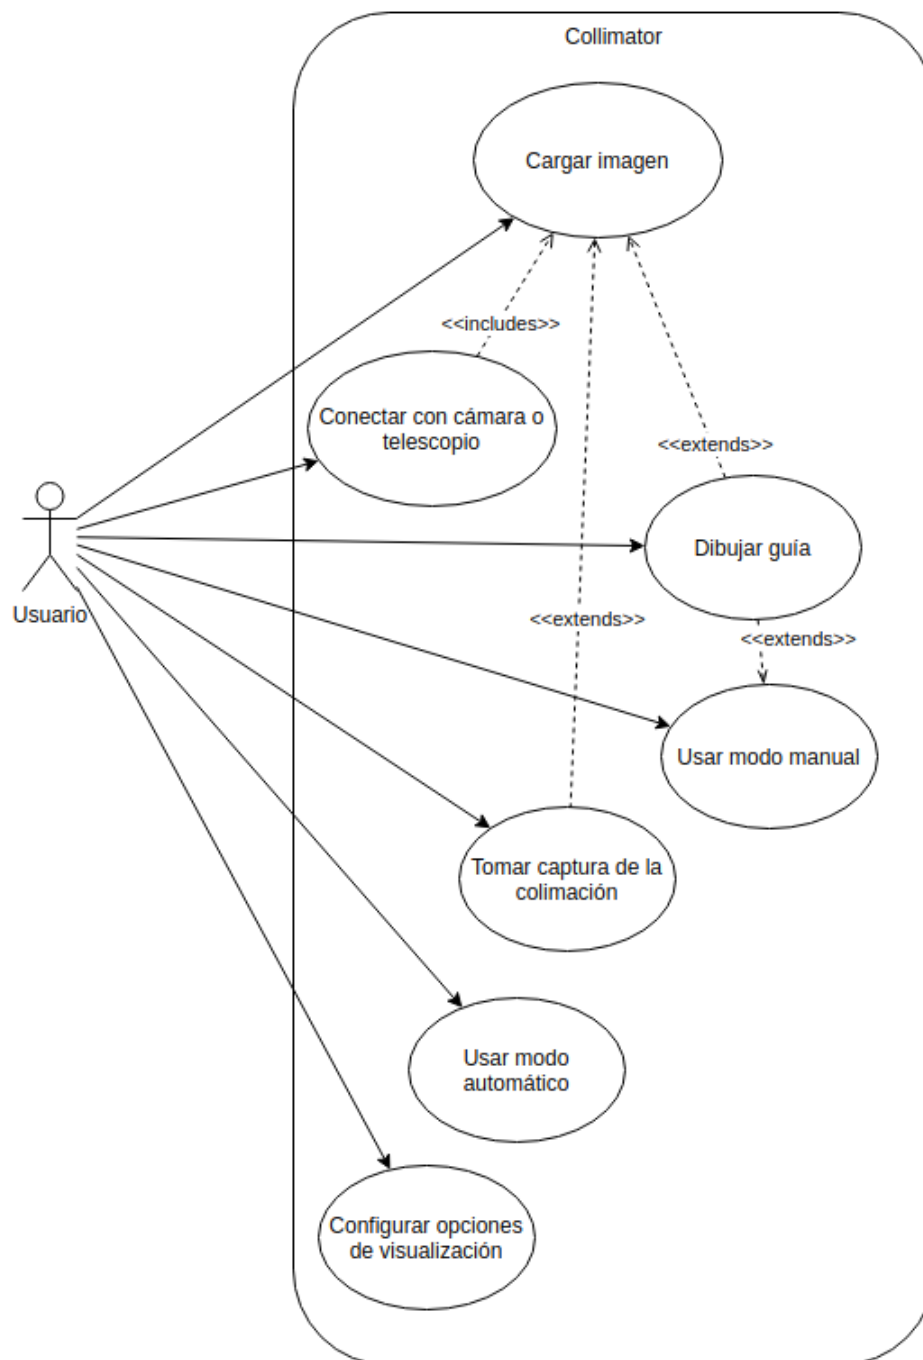 Collimator
Cargar imagen
<<includes>>
Conectar con cámara o
telescopio
<<extends>>
Dibujar guía
Usuario
<<extends>>
<<extends>>
Usar modo manual
Tomar captura de la
colimación
Usar modo
automático
Configurar opciones
de visualización